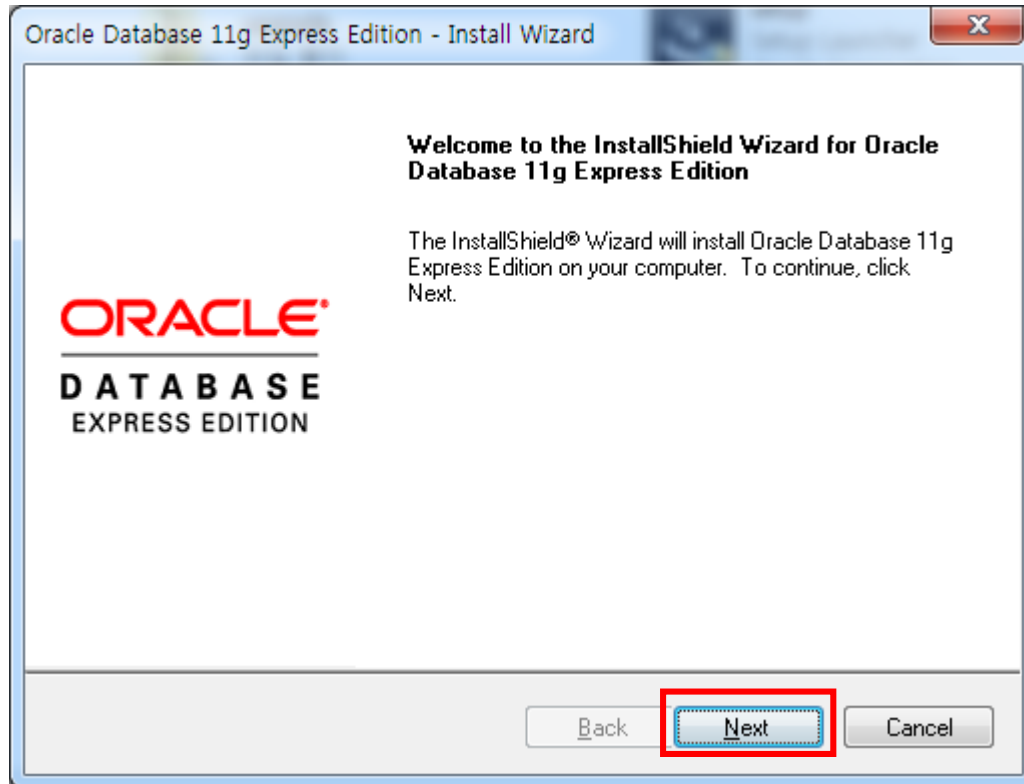 Oracle Database 11g Express Edition - Install Wizard
Welcome to the InstallShield Wizard for Oracle
Database 11g Express Edition
The InstallShield® Wizard will install Oracle Database 11g
Express Edition on your computer. To continue, click
Next.
ORACLE
DATABASE
EXPRESS EDITION
Back
Next
Cancel